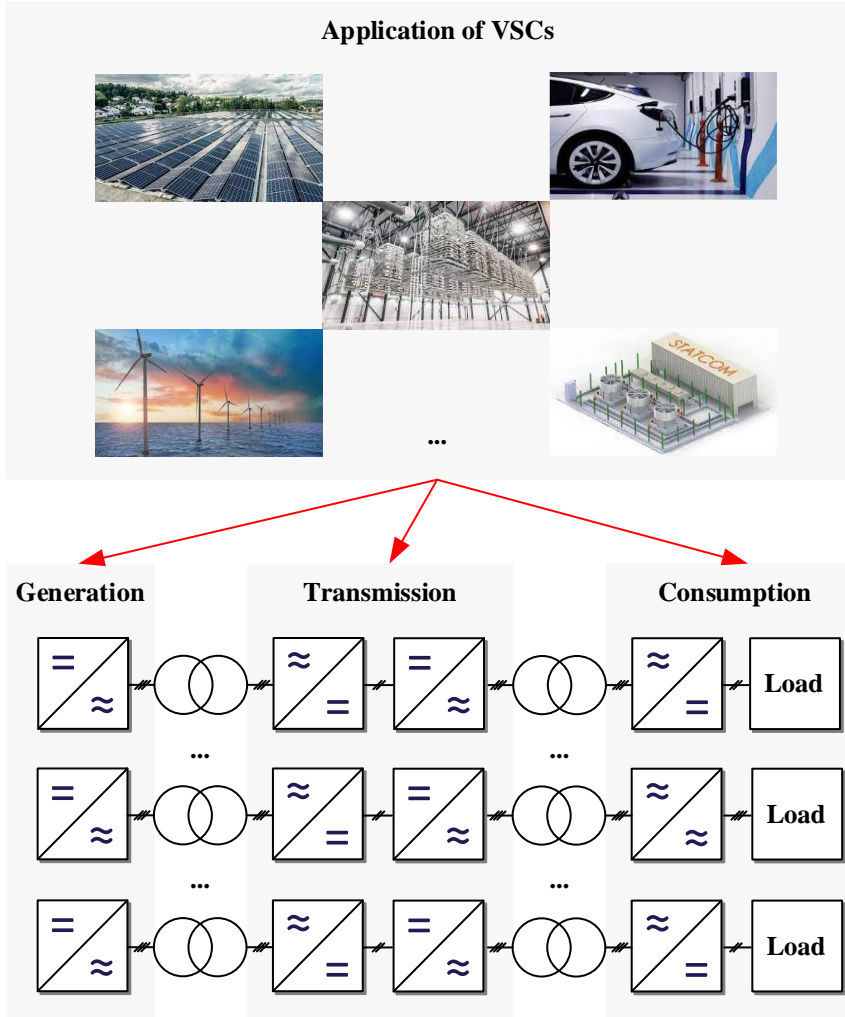 Application of VSCs
STATCOM
...
Generation
Transmission
Consumption
Load
...
...
Load
...
...
Load